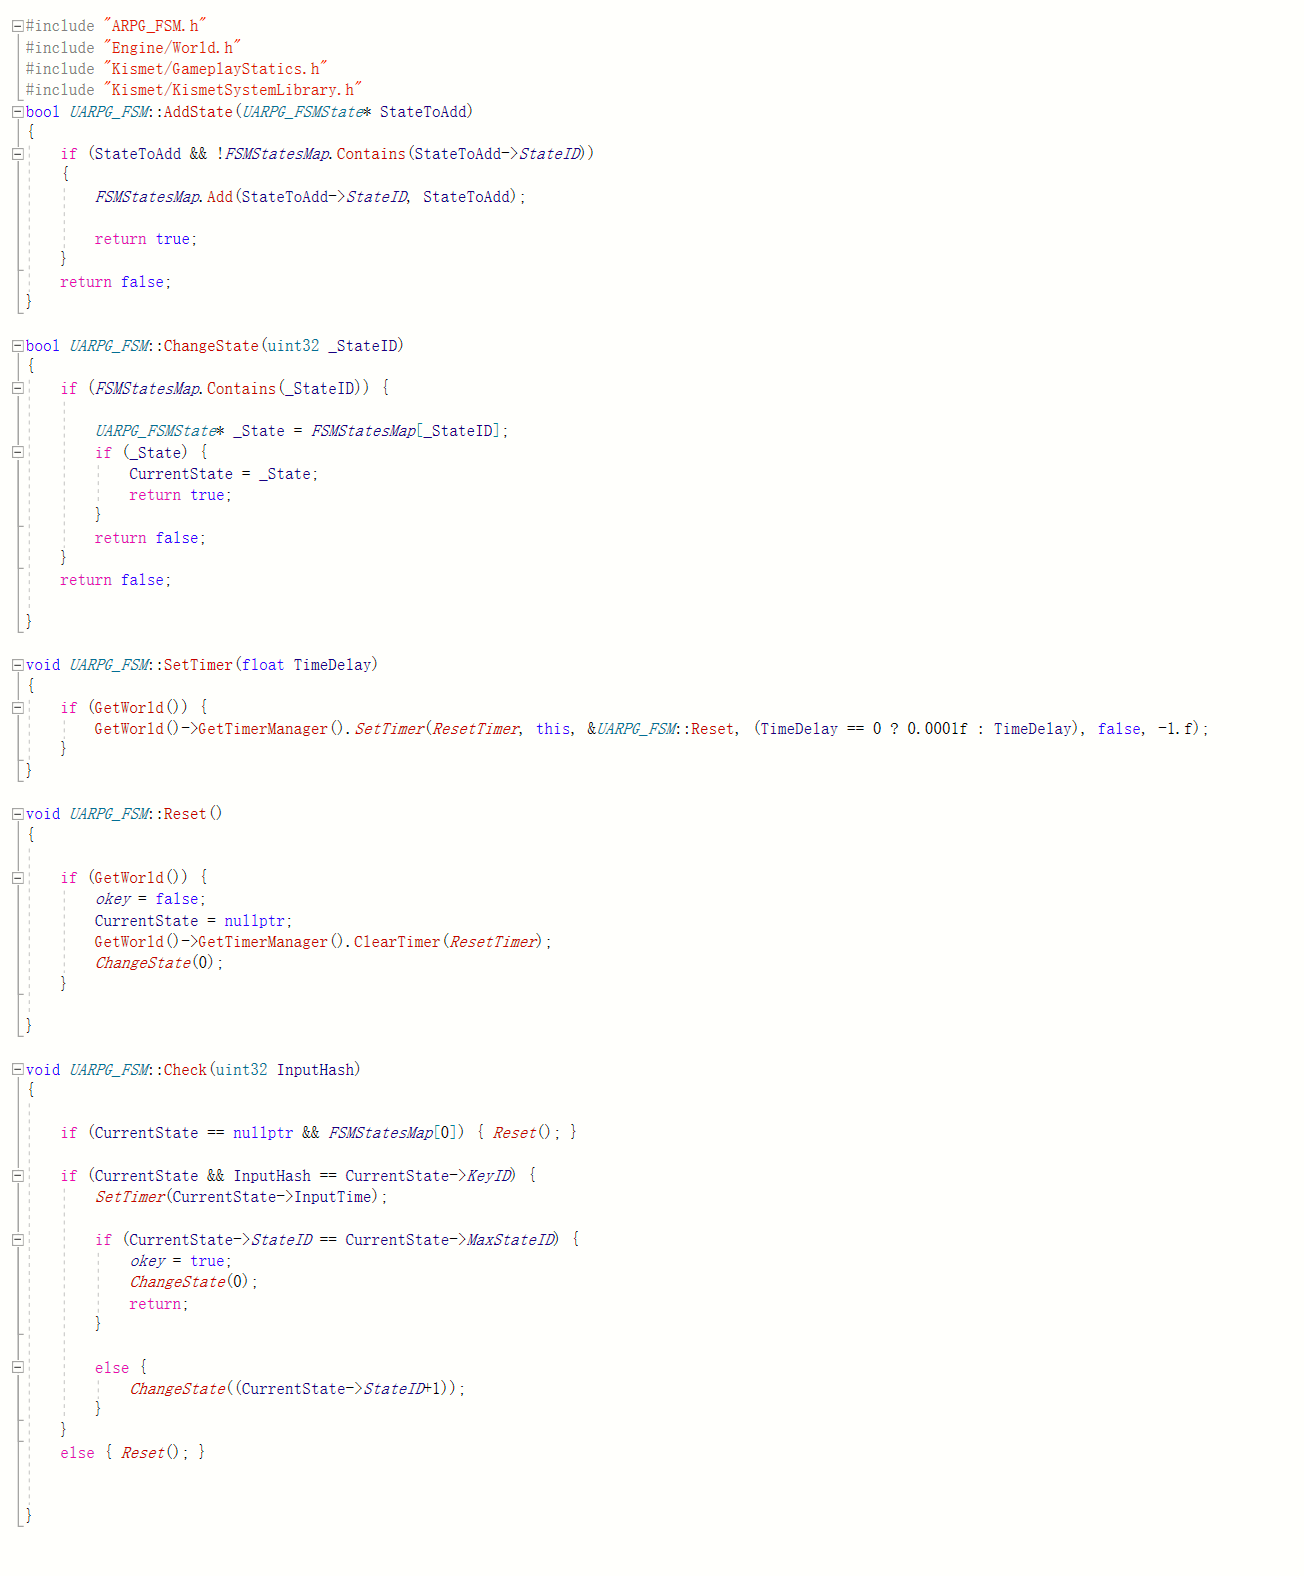 #include "ARPG_FSM.h"
#include "Engine/World.h"
#include "Kismet/GameplayStatics.h"
#include "Kismet/KismetSystemLibrary.h"
bool UARPG_FSM::AddState(UARPG_FSMState* StateToAdd)
{
    if (StateToAdd && !FSMStatesMap.Contains(StateToAdd->StateID))
    {
        FSMStatesMap.Add(StateToAdd->StateID, StateToAdd);

        return true;
    }
    return false;
}

bool UARPG_FSM::ChangeState(uint32 _StateID)
{
    if (FSMStatesMap.Contains(_StateID)) {

        UARPG_FSMState* _State = FSMStatesMap[_StateID];
        if (_State) {
            CurrentState = _State;
            return true;
        }
        return false;
    }
    return false;

}

void UARPG_FSM::SetTimer(float TimeDelay)
{
    if (GetWorld()) {
        GetWorld()->GetTimerManager().SetTimer(ResetTimer, this, &UARPG_FSM::Reset, (TimeDelay == 0 ? 0.0001f : TimeDelay), false, -1.f);
    }
}

void UARPG_FSM::Reset()
{

    if (GetWorld()) {
        okey = false;
        CurrentState = nullptr;
        GetWorld()->GetTimerManager().ClearTimer(ResetTimer);
        ChangeState(0);
    }

}

void UARPG_FSM::Check(uint32 InputHash)
{

    if (CurrentState == nullptr && FSMStatesMap[0]) { Reset(); }

    if (CurrentState && InputHash == CurrentState->KeyID) {
        SetTimer(CurrentState->InputTime);

        if (CurrentState->StateID == CurrentState->MaxStateID) {
            okey = true;
            ChangeState(0);
            return;
        }

        else {
            ChangeState((CurrentState->StateID+1));
        }
    }
    else { Reset(); }


}